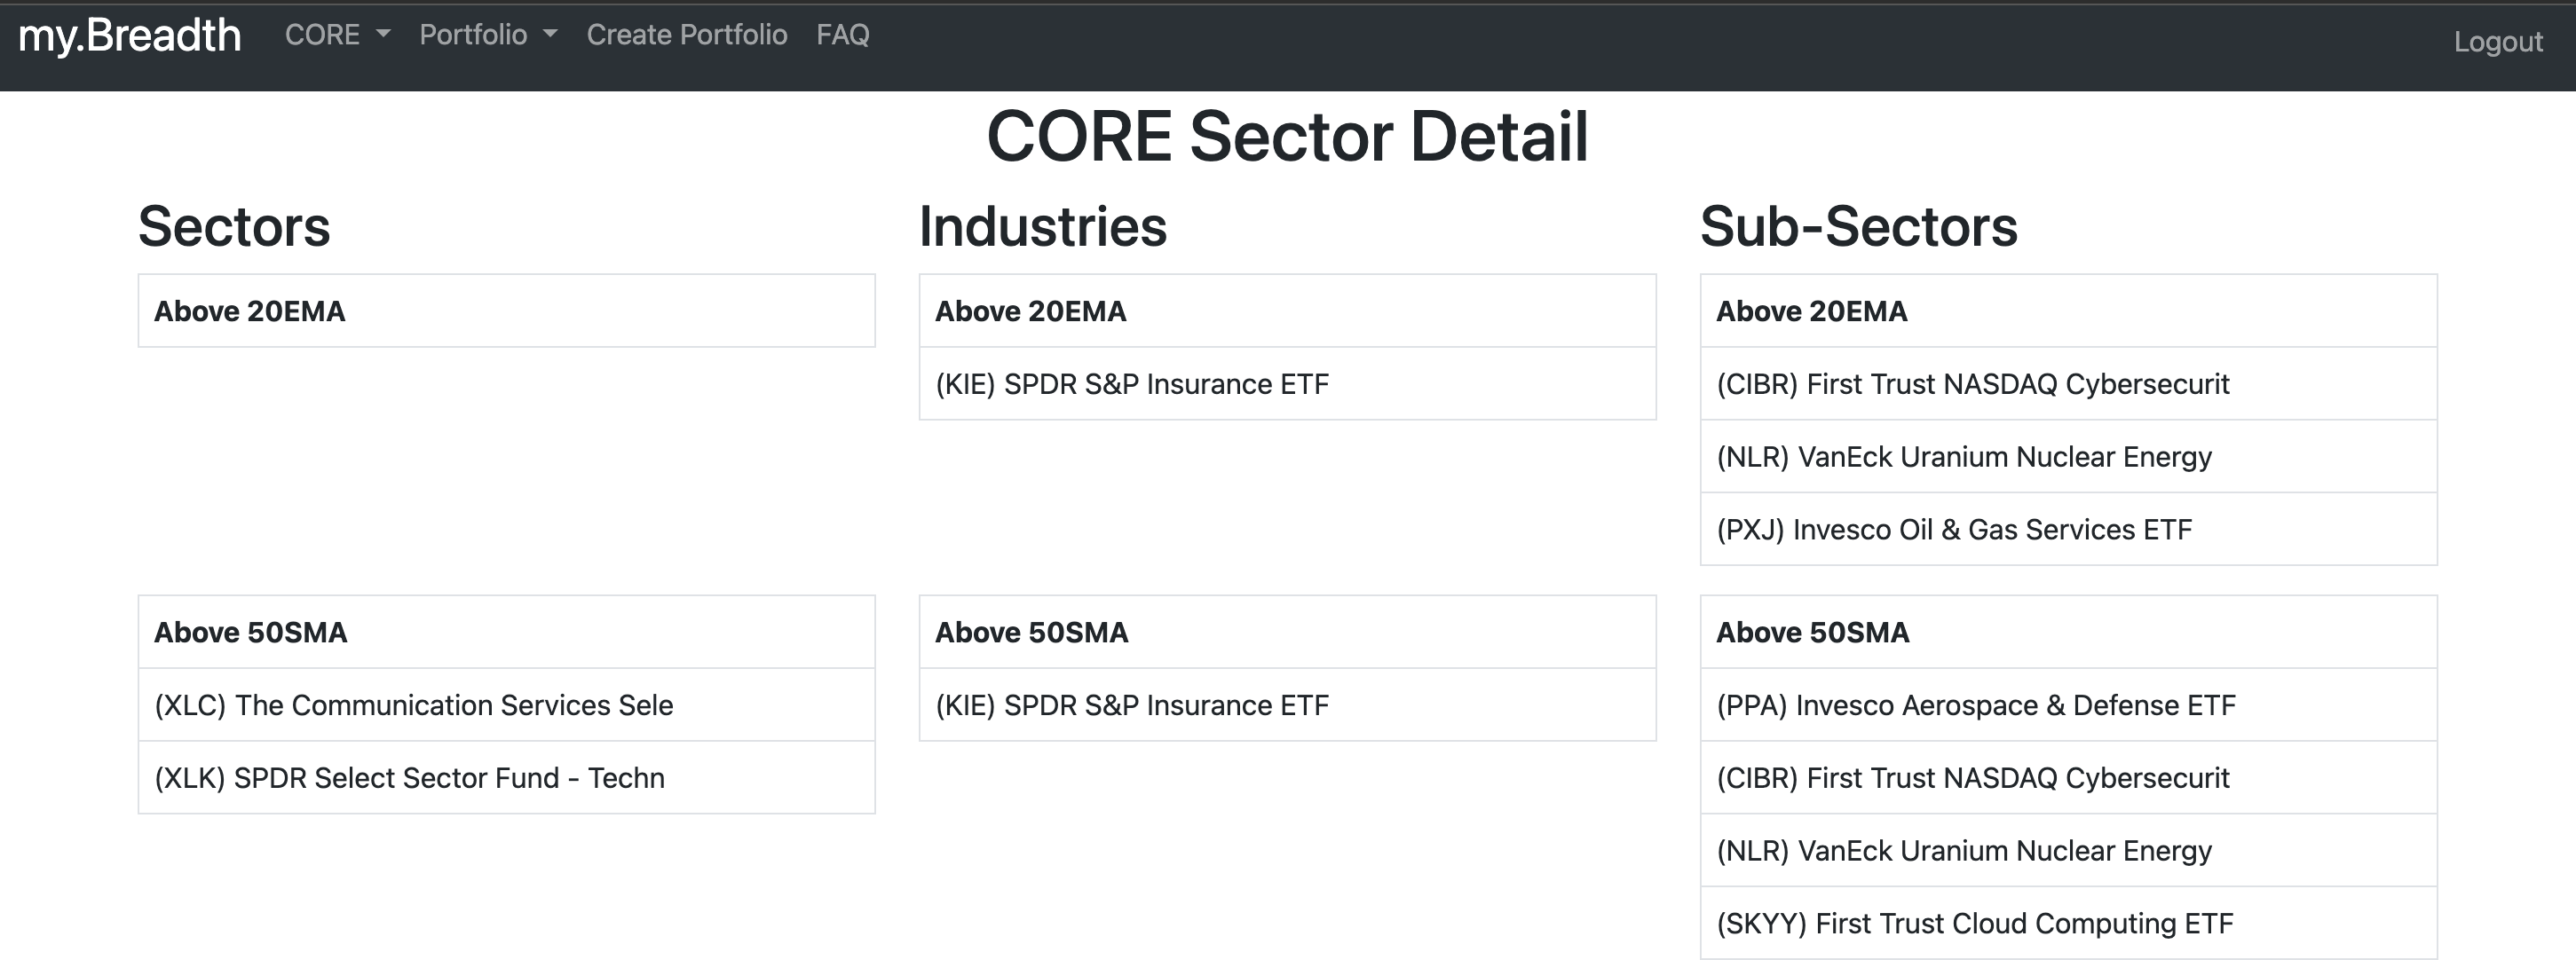 my.Breadth CORE Portfolio Create Portfolio FAQ Logout
CORE Sector Detail
Sectors
Above 20EMA
Above 50SMA
(XLC) The Communication Services Sele
(XLK) SPDR Select Sector Fund - Techn
Industries
Above 20EMA
(KIE) SPDR S&P Insurance ETF
Above 50SMA
(KIE) SPDR S&P Insurance ETF
Sub-Sectors
Above 20EMA
(CIBR) First Trust NASDAQ Cybersecurit
(NLR) VanEck Uranium Nuclear Energy
(PXJ) Invesco Oil & Gas Services ETF
Above 50SMA
(PPA) Invesco Aerospace & Defense ETF
(CIBR) First Trust NASDAQ Cybersecurit
(NLR) VanEck Uranium Nuclear Energy
(SKYY) First Trust Cloud Computing ETF